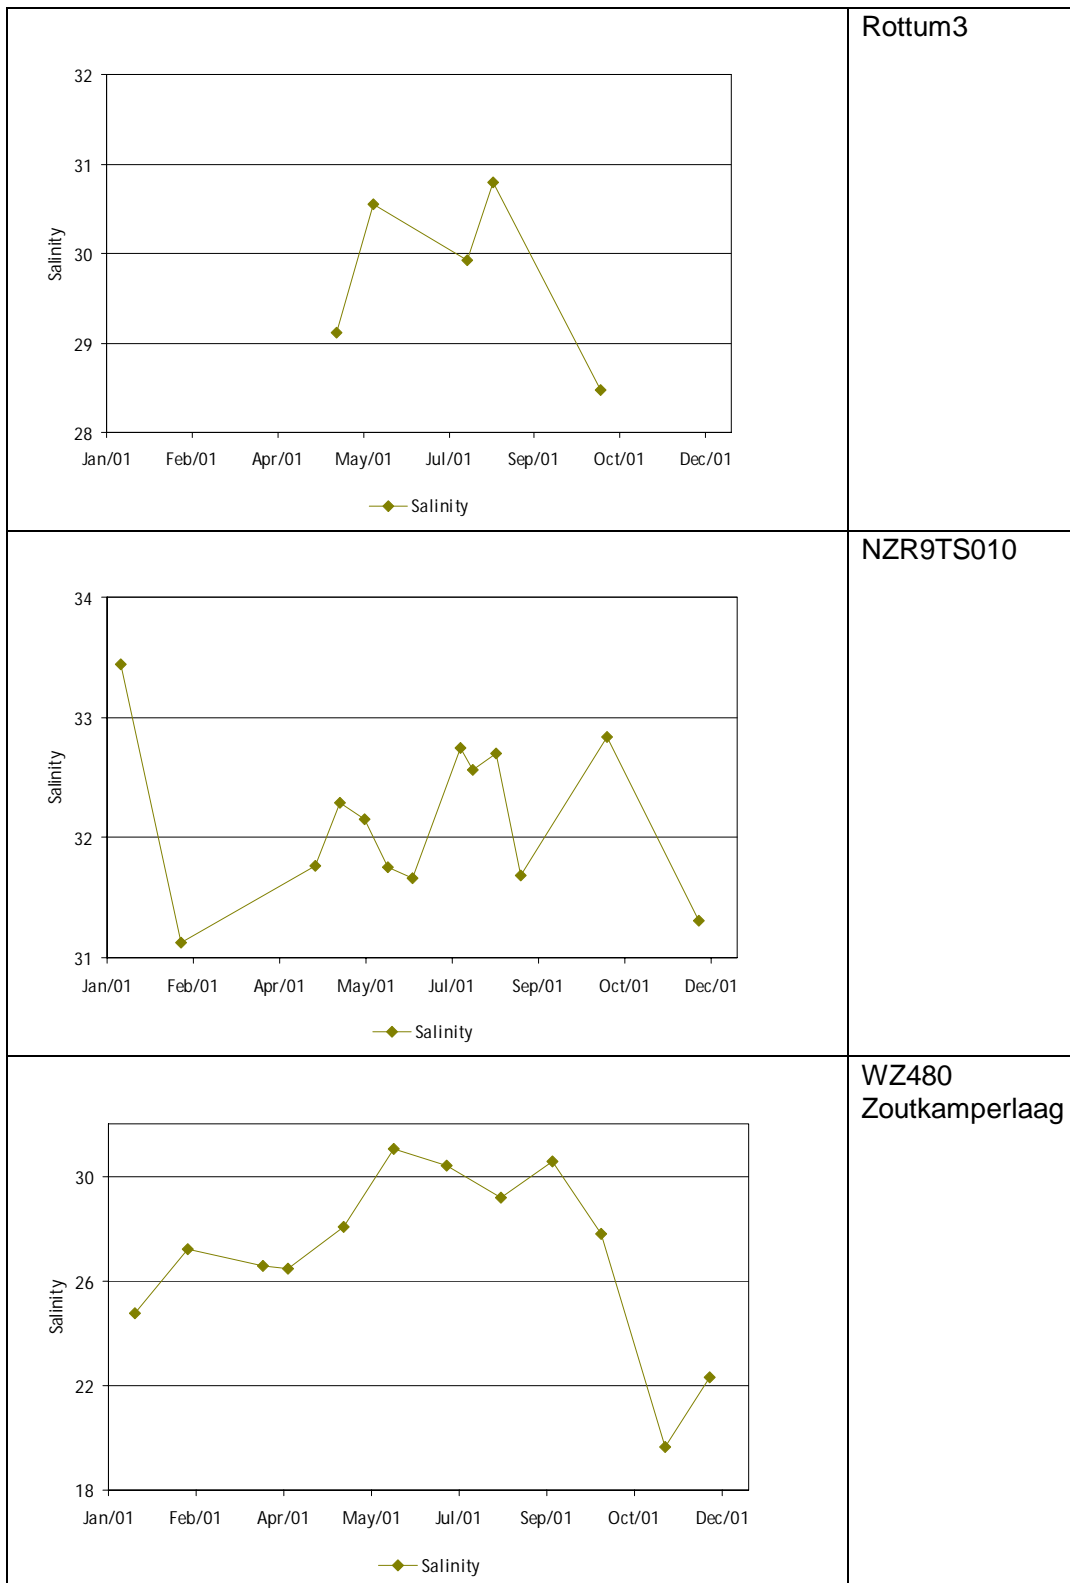 Rottum3
32
31
30
29
28
Salinity
Jan/01 Feb/01 Apr/01 May/01 Jul/01 Sep/01 Oct/01 Dec/01
Salinity
NZR9TS010
34
33
32
31
Salinity
Jan/01 Feb/01 Apr/01 May/01 Jul/01 Sep/01 Oct/01 Dec/01
Salinity
WZ480
Zoutkamperlaag
30
26
22
18
Salinity
Jan/01 Feb/01 Apr/01 May/01 Jul/01 Sep/01 Oct/01 Dec/01
Salinity